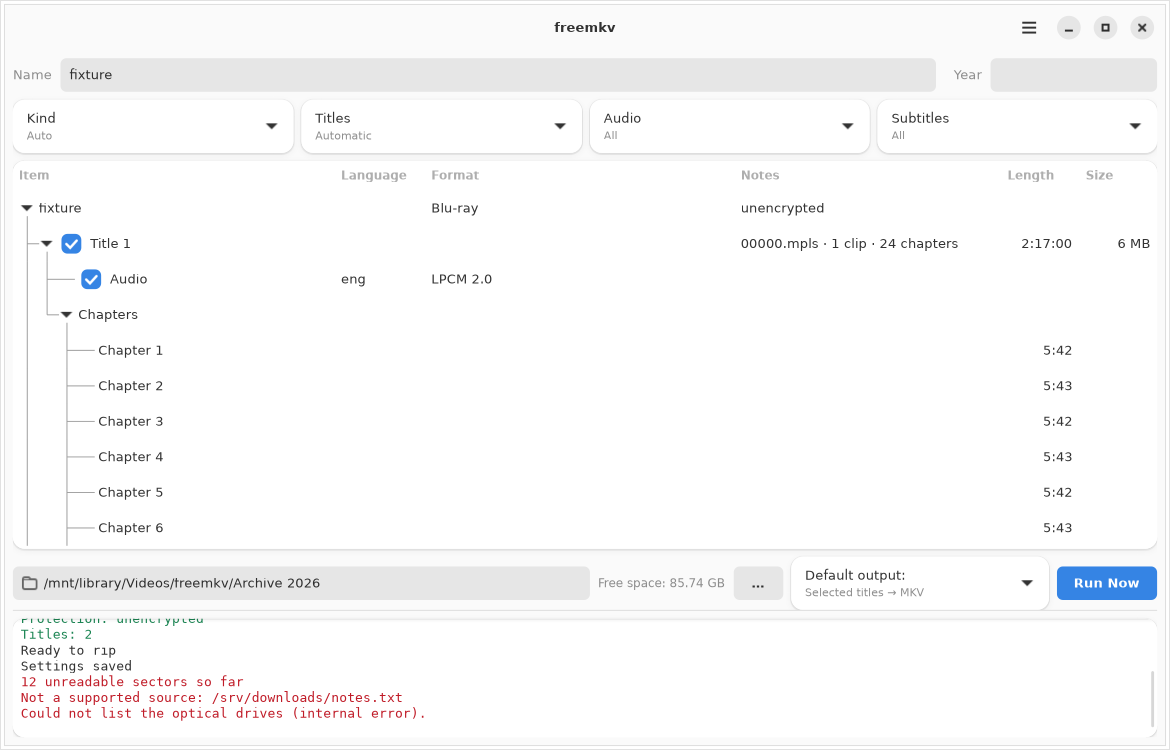 freemkv
Name fixture Year
Kind Titles Audio Subtitles
Auto Automatic All All
Item Language Format Notes Length Size
fixture Blu-ray unencrypted
Title 1 00000.mpls · 1 clip · 24 chapters 2:17:00 6 MB
Audio eng LPCM 2.0
Chapters
Chapter 1 5:42
Chapter 2 5:43
Chapter 3 5:42
Chapter 4 5:43
Chapter 5 5:42
Chapter 6 5:43
/mnt/library/Videos/freemkv/Archive 2026 Free space: 85.74 GB ... Default output: Run Now
Selected titles → MKV
Protection: unencrypted
Titles: 2
Ready to rip
Settings saved
12 unreadable sectors so far
Not a supported source: /srv/downloads/notes.txt
Could not list the optical drives (internal error).